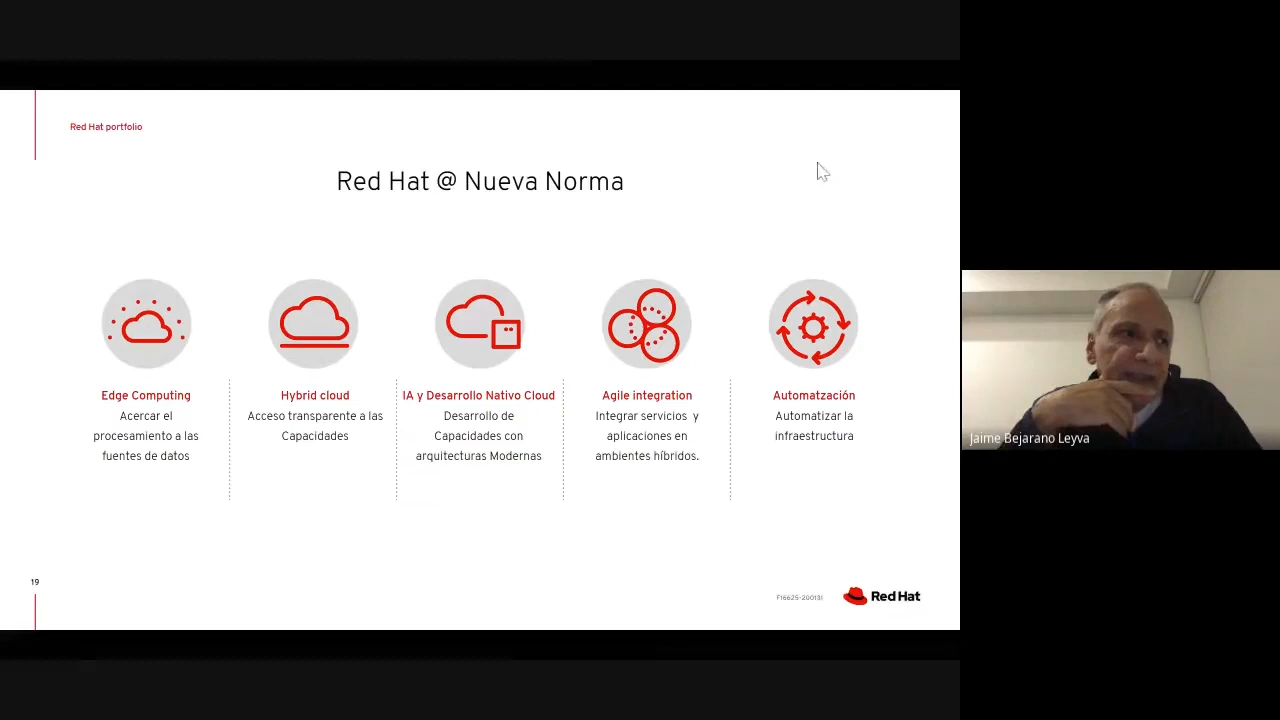 Red Hat portfolio
Red Hat @ Nueva Norma
Edge Computing
Acercar el
procesamiento a las
fuentes de datos
Hybrid cloud
Acceso transparente a las
Capacidades
IA y Desarrollo Nativo Cloud
Desarrollo de
Capacidades con
arquitecturas Modernas
Agile integration
Integrar servicios y
aplicaciones en
ambientes híbridos.
Automatzación
Automatizar la
infraestructura
Jaime Bejarano Leyva
19
F16625-200131
Red Hat